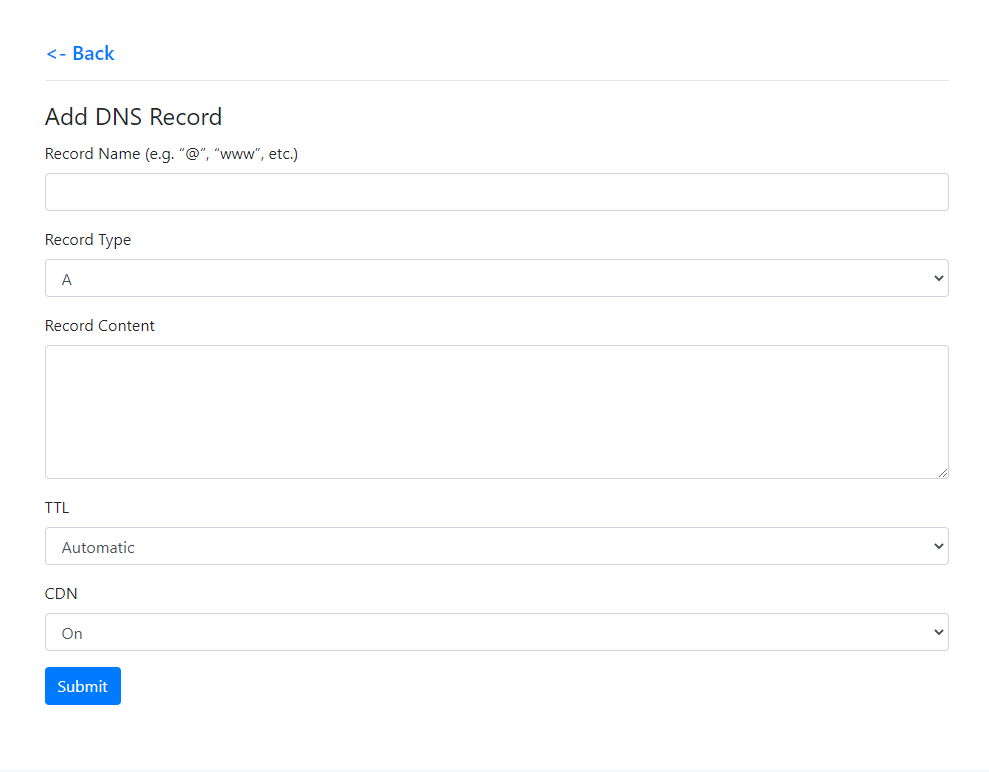 <- Back
Add DNS Record
Record Name (e.g. “@”, “www”, etc.)
Record Type
A
Record Content
TTL
Automatic
CDN
On
Submit